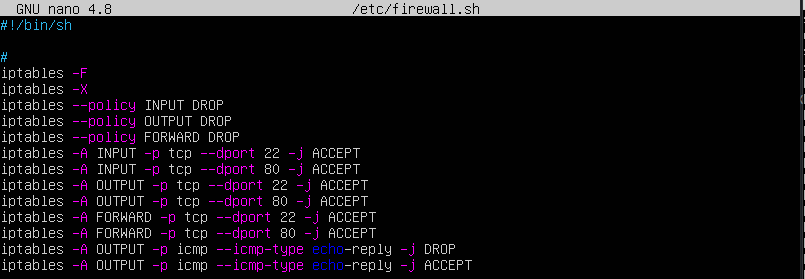 GNU nano 4.8 /etc/firewall.sh
#!/bin/sh
#
iptables -F
iptables -X
iptables --policy INPUT DROP
iptables --policy OUTPUT DROP
iptables --policy FORWARD DROP
iptables -A INPUT -p tcp --dport 22 -j ACCEPT
iptables -A INPUT -p tcp --dport 80 -j ACCEPT
iptables -A OUTPUT -p tcp --dport 22 -j ACCEPT
iptables -A OUTPUT -p tcp --dport 80 -j ACCEPT
iptables -A FORWARD -p tcp --dport 22 -j ACCEPT
iptables -A FORWARD -p tcp --dport 80 -j ACCEPT
iptables -A OUTPUT -p icmp --icmp-type echo-reply -j DROP
iptables -A OUTPUT -p icmp --icmp-type echo-reply -j ACCEPT